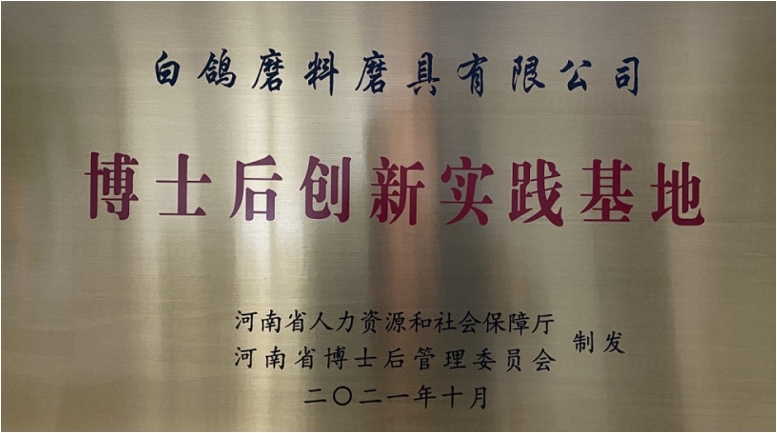 白鸽磨料磨具有限公司
博士后创新实践基地
河南省人力资源和社会保障厅
河南省博士后管理委员会
制发
二〇二一年十月